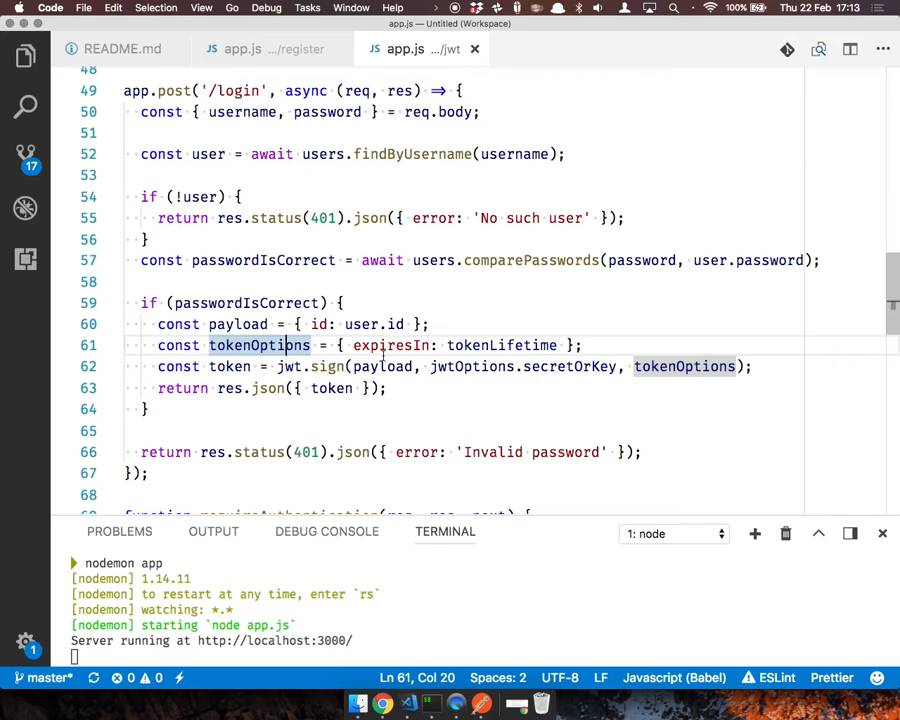 Code File Edit Selection View Go Debug Tasks Window Help 100% Thu 22 Feb 17:13
app.js — Untitled (Workspace)
README.md app.js …/register app.js …/jwt
48
49 app.post('/login', async (req, res) => {
50 const { username, password } = req.body;
51
52 const user = await users.findByUsername(username);
53
54 if (!user) {
55 return res.status(401).json({ error: 'No such user' });
56 }
57 const passwordIsCorrect = await users.comparePasswords(password, user.password);
58
59 if (passwordIsCorrect) {
60 const payload = { id: user.id };
61 const tokenOptions = { expiresIn: tokenLifetime };
62 const token = jwt.sign(payload, jwtOptions.secretOrKey, tokenOptions);
63 return res.json({ token });
64 }
65
66 return res.status(401).json({ error: 'Invalid password' });
67 });
68
function requireAuthentication(req, res, next) {
17
PROBLEMS OUTPUT DEBUG CONSOLE TERMINAL 1: node
nodemon app
[nodemon] 1.14.11
[nodemon] to restart at any time, enter `rs`
[nodemon] watching: *.*
[nodemon] starting `node app.js`
Server running at http://localhost:3000/
1
master* 0 0 Ln 61, Col 20 Spaces: 2 UTF-8 LF Javascript (Babel) ESLint Prettier